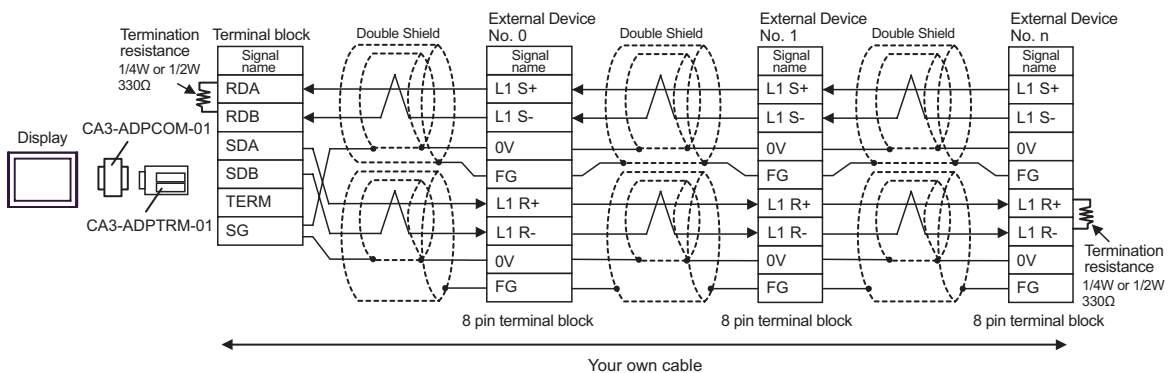 External Device
No. 0
External Device
No. 1
External Device
No. n
Termination
resistance
1/4W or 1/2W
330Ω
Terminal block
Double Shield
Double Shield
Double Shield
Signal
name
RDA
RDB
SDA
SDB
TERM
SG
Signal
name
L1 S+
L1 S-
0V
FG
L1 R+
L1 R-
0V
FG
Signal
name
L1 S+
L1 S-
0V
FG
L1 R+
L1 R-
0V
FG
Signal
name
L1 S+
L1 S-
0V
FG
L1 R+
L1 R-
0V
FG
Display
CA3-ADPCOM-01
CA3-ADPTRM-01
Termination
resistance
1/4W or 1/2W
330Ω
8 pin terminal block
8 pin terminal block
8 pin terminal block
Your own cable